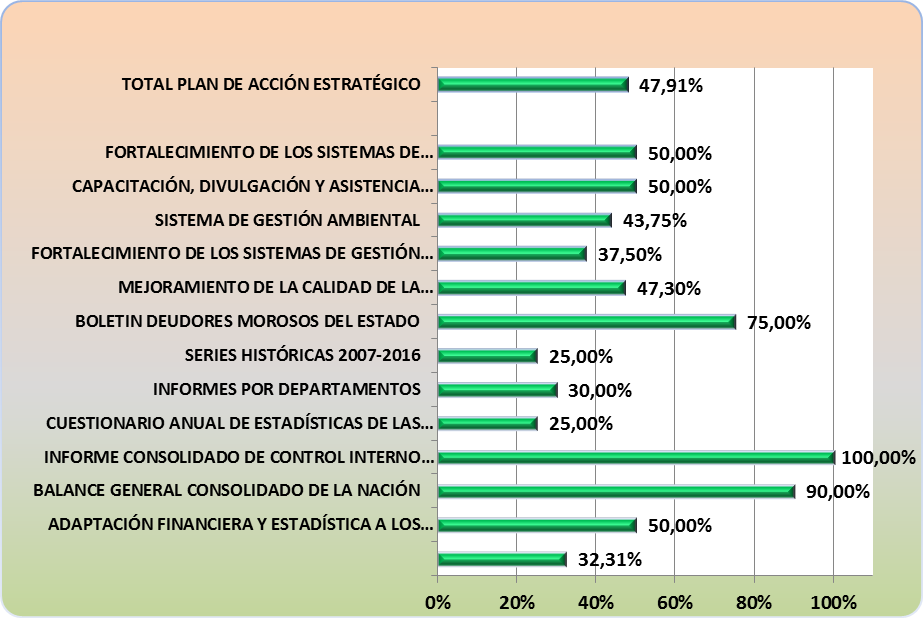 TOTAL PLAN DE ACCIÓN ESTRATÉGICO 47,91%
FORTALECIMIENTO DE LOS SISTEMAS DE... 50,00%
CAPACITACIÓN, DIVULGACIÓN Y ASISTENCIA... 50,00%
SISTEMA DE GESTIÓN AMBIENTAL 43,75%
FORTALECIMIENTO DE LOS SISTEMAS DE GESTIÓN... 37,50%
MEJORAMIENTO DE LA CALIDAD DE LA... 47,30%
BOLETIN DEUDORES MOROSOS DEL ESTADO 75,00%
SERIES HISTÓRICAS 2007-2016 25,00%
INFORMES POR DEPARTAMENTOS 30,00%
CUESTIONARIO ANUAL DE ESTADÍSTICAS DE LAS... 25,00%
INFORME CONSOLIDADO DE CONTROL INTERNO... 100,00%
BALANCE GENERAL CONSOLIDADO DE LA NACIÓN 90,00%
ADAPTACIÓN FINANCIERA Y ESTADÍSTICA A LOS... 50,00%
32,31%
0% 20% 40% 60% 80% 100%